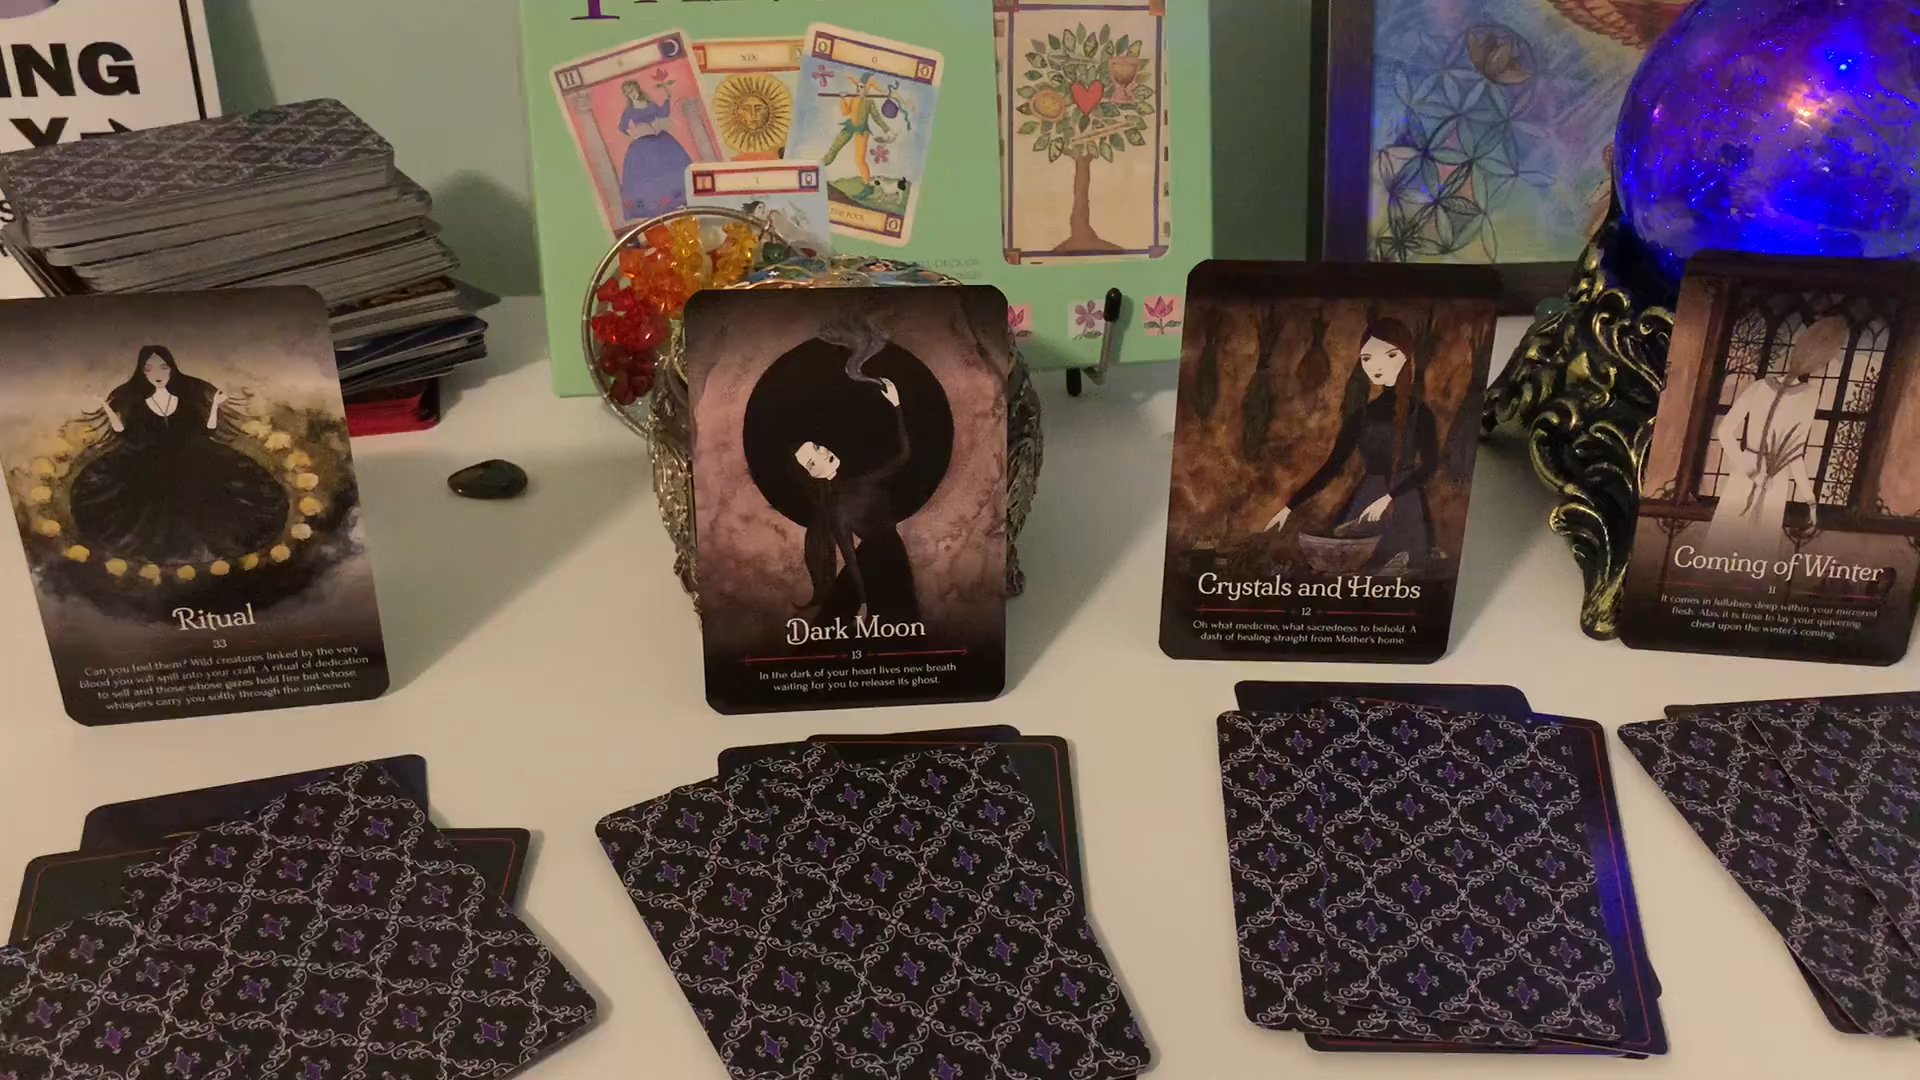 ING
XIX
0
THE FOOL
Ritual
33
Can you feel them? Wild creatures linked by the very
blood you will spill into your craft. A ritual of dedication
to self and those whose gazes hold fire but whose
whispers carry you softly through the unknown.
Dark Moon
13
In the dark of your heart lives new breath
waiting for you to release its ghost.
Crystals and Herbs
12
Oh what medicine, what sacredness to behold. A
dash of healing straight from Mother's home.
Coming of Winter
11
It comes in lullabies deep within your mirrored
flesh. Alas, it is time to lay your quivering
chest upon the winter's coming.